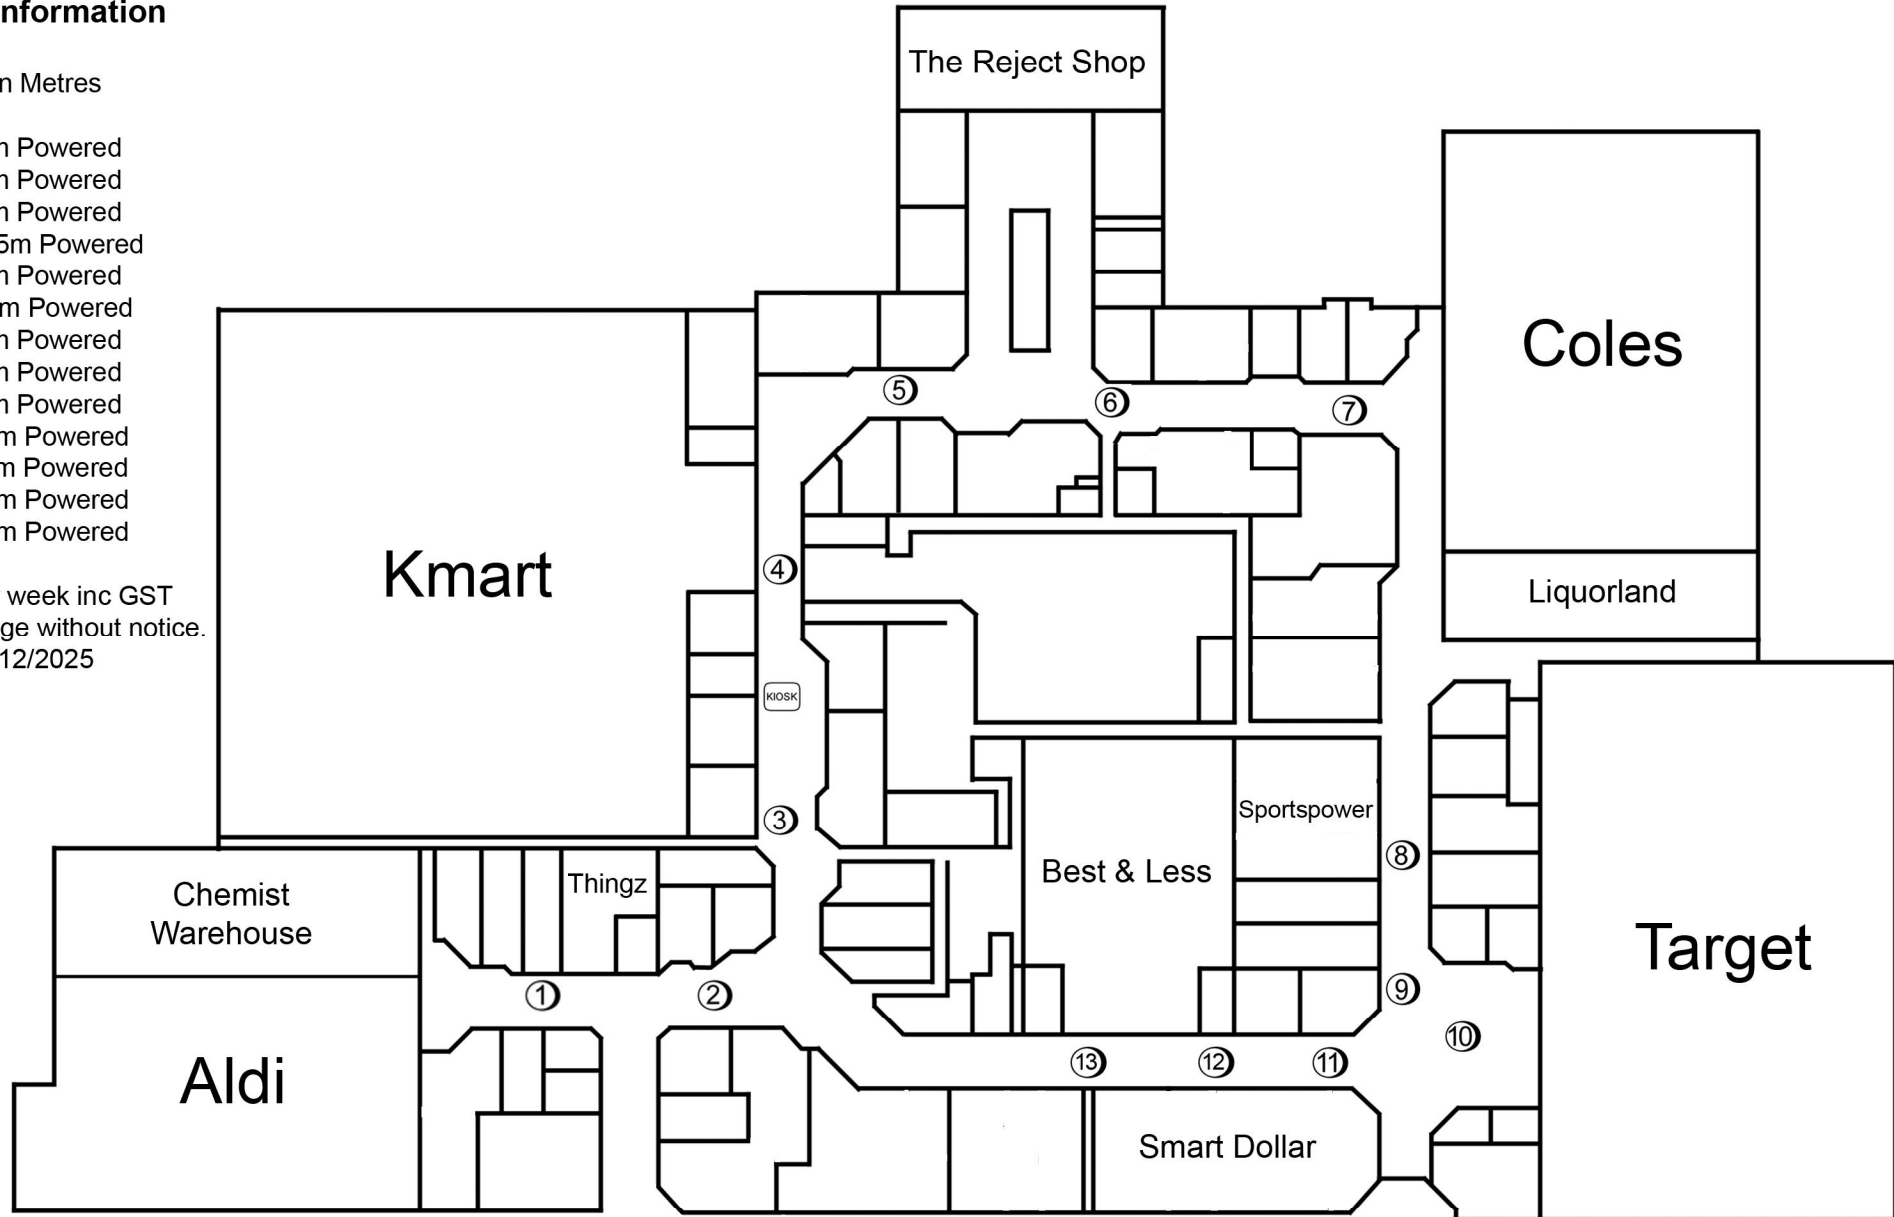 nformation
n Metres
n Powered
n Powered
n Powered
5m Powered
n Powered
m Powered
n Powered
n Powered
n Powered
m Powered
m Powered
m Powered
m Powered
week inc GST
ge without notice.
12/2025
The Reject Shop
Coles
Liquorland
Kmart
5
6
7
4
KIOSK
3
Sportspower
8
Best & Less
Chemist
Warehouse
Thingz
Target
9
1
2
10
Aldi
13
12
11
Smart Dollar